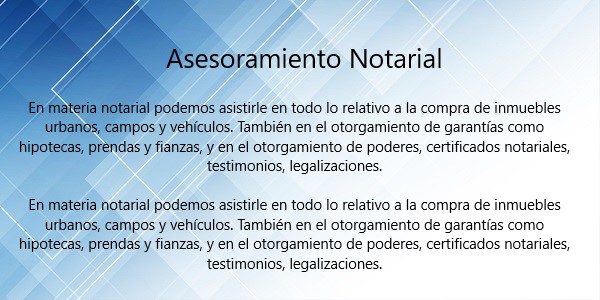 Asesoramiento Notarial
En materia notarial podemos asistirle en todo lo relativo a la compra de inmuebles
urbanos, campos y vehículos. También en el otorgamiento de garantías como
hipotecas, prendas y fianzas, y en el otorgamiento de poderes, certificados notariales,
testimonios, legalizaciones.
En materia notarial podemos asistirle en todo lo relativo a la compra de inmuebles
urbanos, campos y vehículos. También en el otorgamiento de garantías como
hipotecas, prendas y fianzas, y en el otorgamiento de poderes, certificados notariales,
testimonios, legalizaciones.